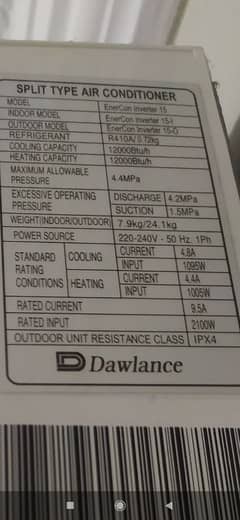 SPLIT TYPE AIR CONDITIONER
MODEL EnerCon Inverter 15
INDOOR MODEL EnerCon Inverter 15-I
OUTDOOR MODEL EnerCon Inverter 15-O
REFRIGERANT R410A/ 0.72kg
COOLING CAPACITY 12000Btu/h
HEATING CAPACITY 12000Btu/h
MAXIMUM ALLOWABLE
PRESSURE 4.4MPa
EXCESSIVE OPERATING DISCHARGE 4.2MPa
PRESSURE SUCTION 1.5MPa
WEIGHT(INDOOR/OUTDOOR) 7.9kg/24.1kg
POWER SOURCE 220-240V - 50 Hz. 1Ph
STANDARD COOLING CURRENT 4.8A
RATING INPUT 1095W
CONDITIONS HEATING CURRENT 4.4A
INPUT 1005W
RATED CURRENT 9.5A
RATED INPUT 2100W
OUTDOOR UNIT RESISTANCE CLASS IPX4
Dawlance